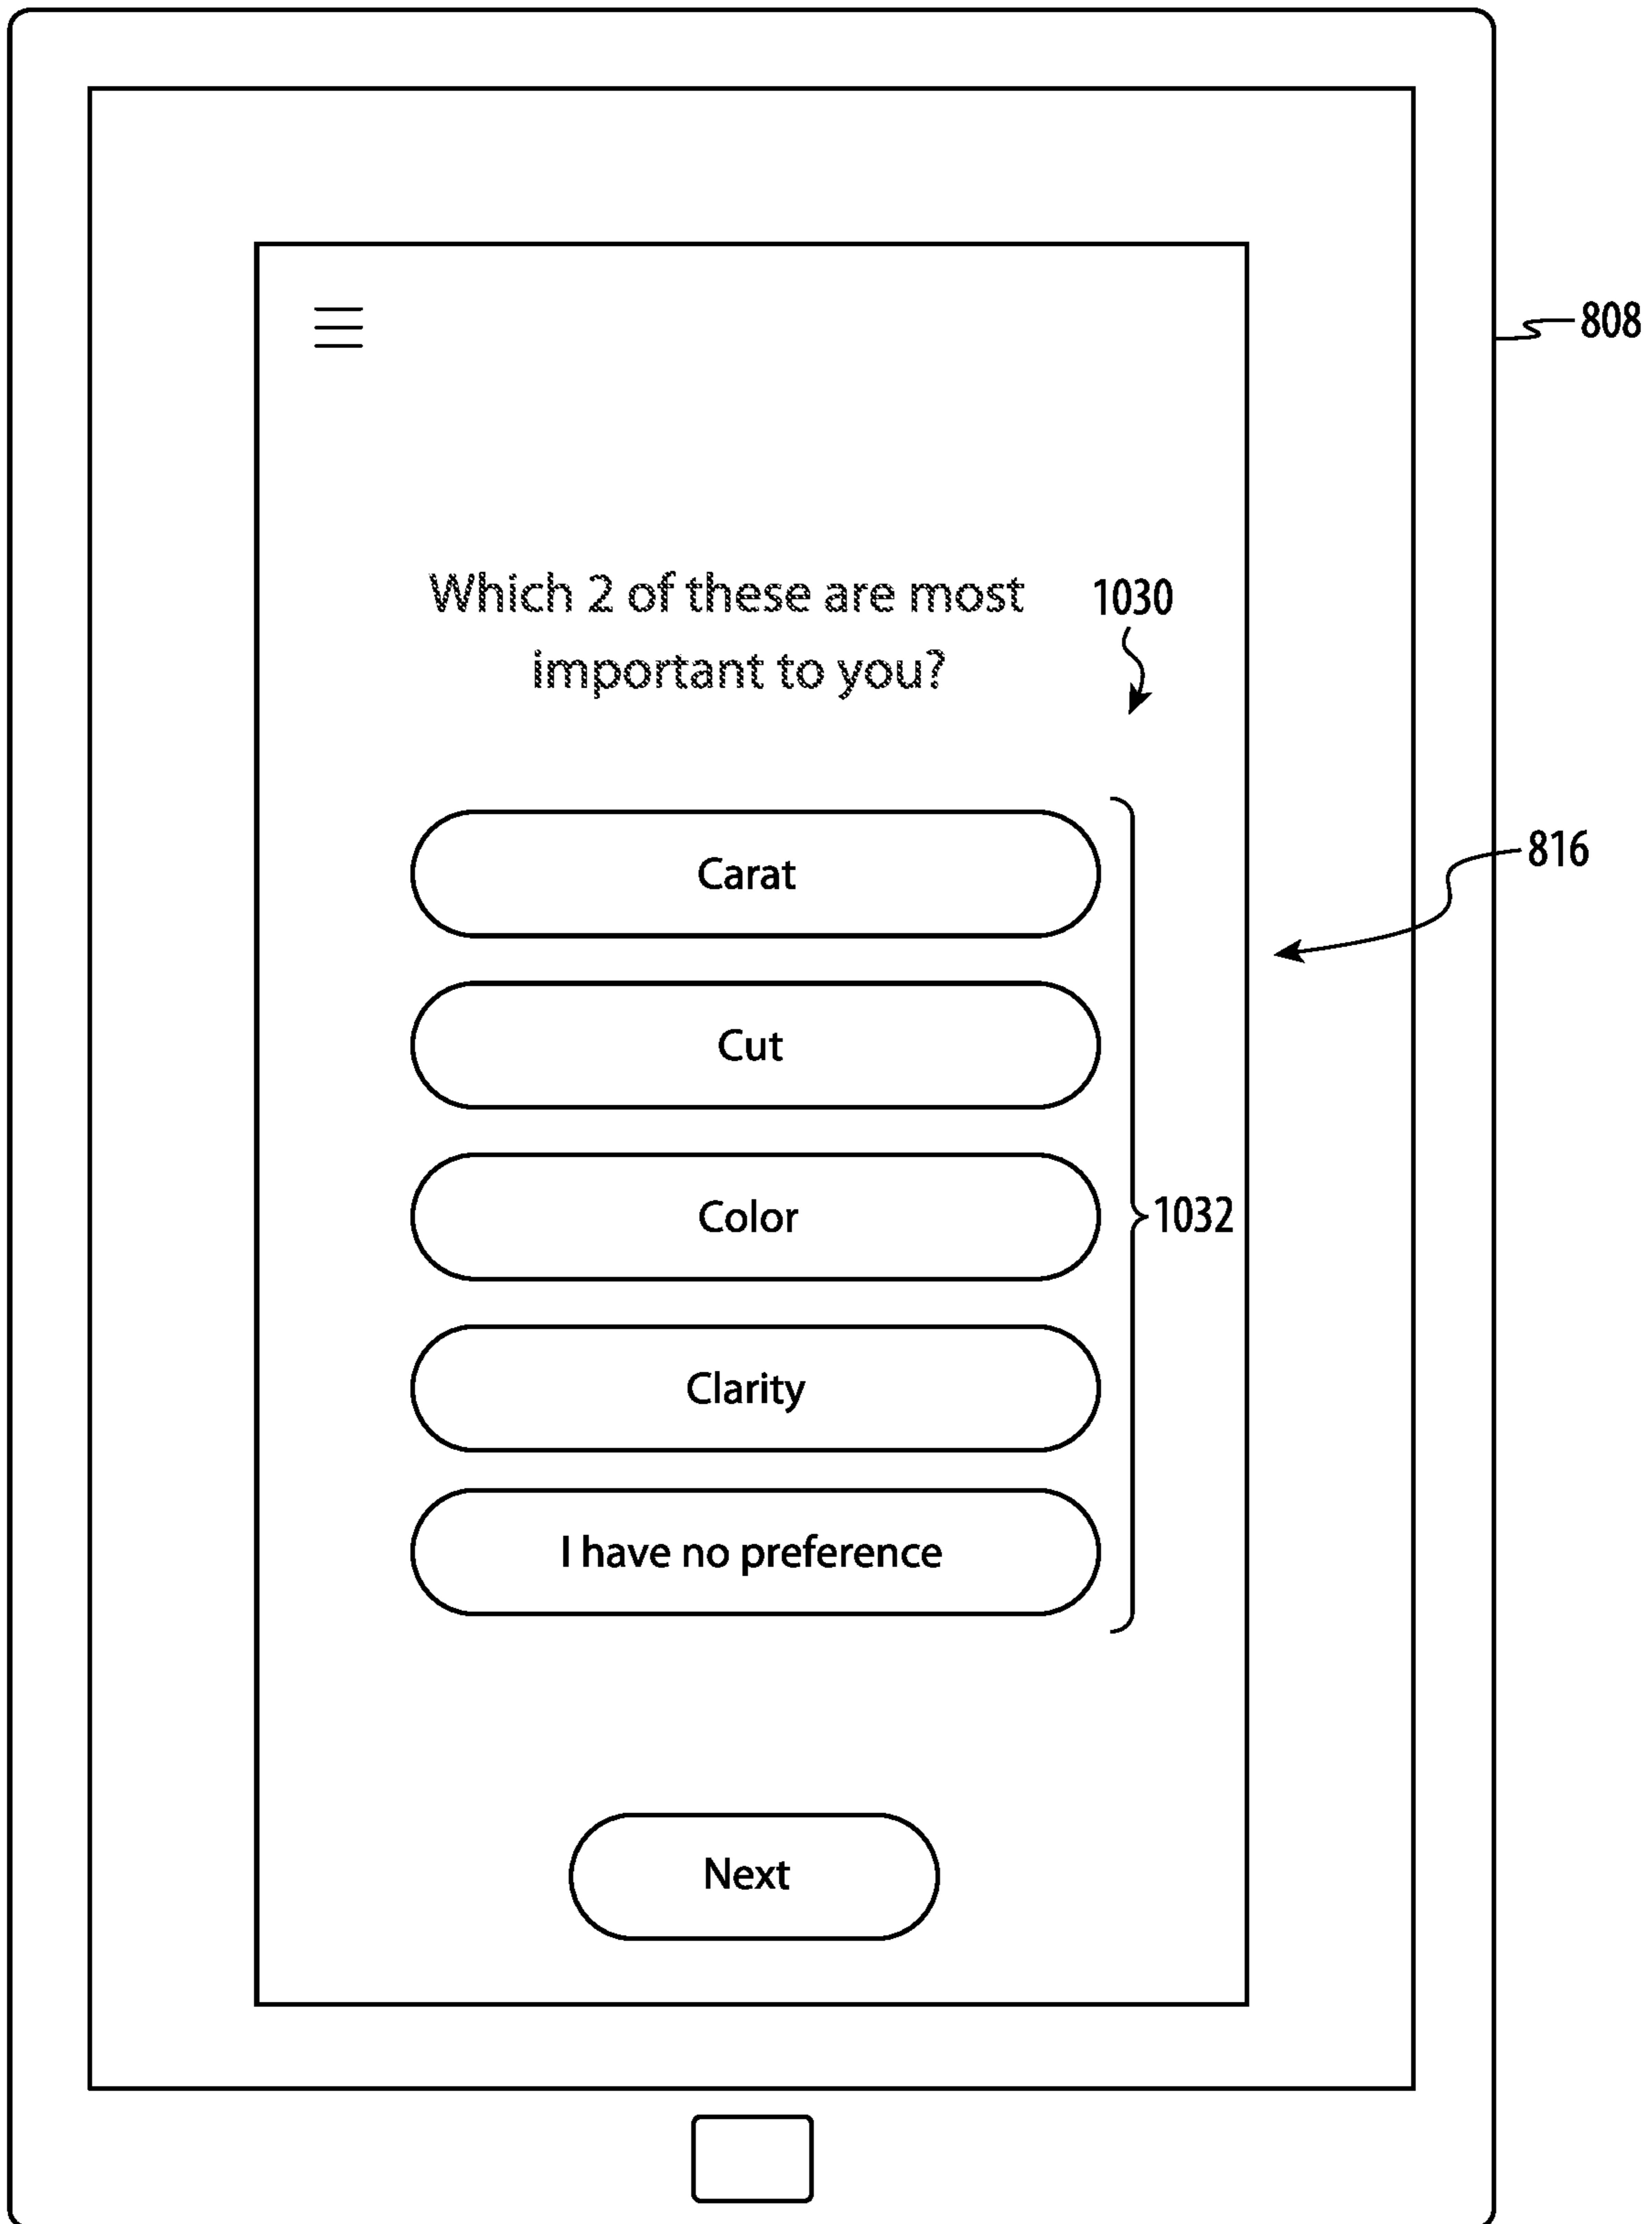 808
Which 2 of these are most
important to you?
1030
Carat
816
Cut
Color
1032
Clarity
I have no preference
Next